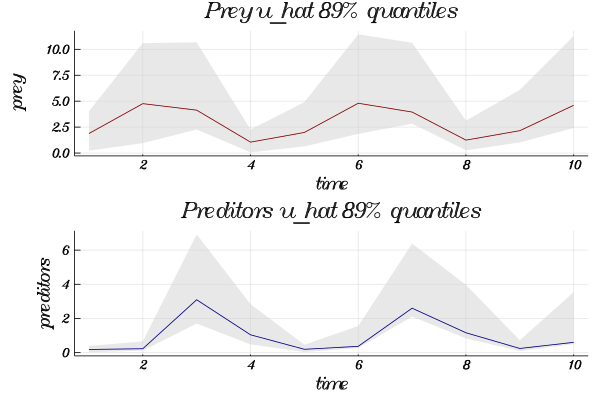 Prey u_hat 89% quantiles
10.0
7.5
5.0
2.5
0.0
prey
2 4 6 8 10
time
Preditors u_hat 89% quantiles
6
4
2
0
preditors
2 4 6 8 10
time